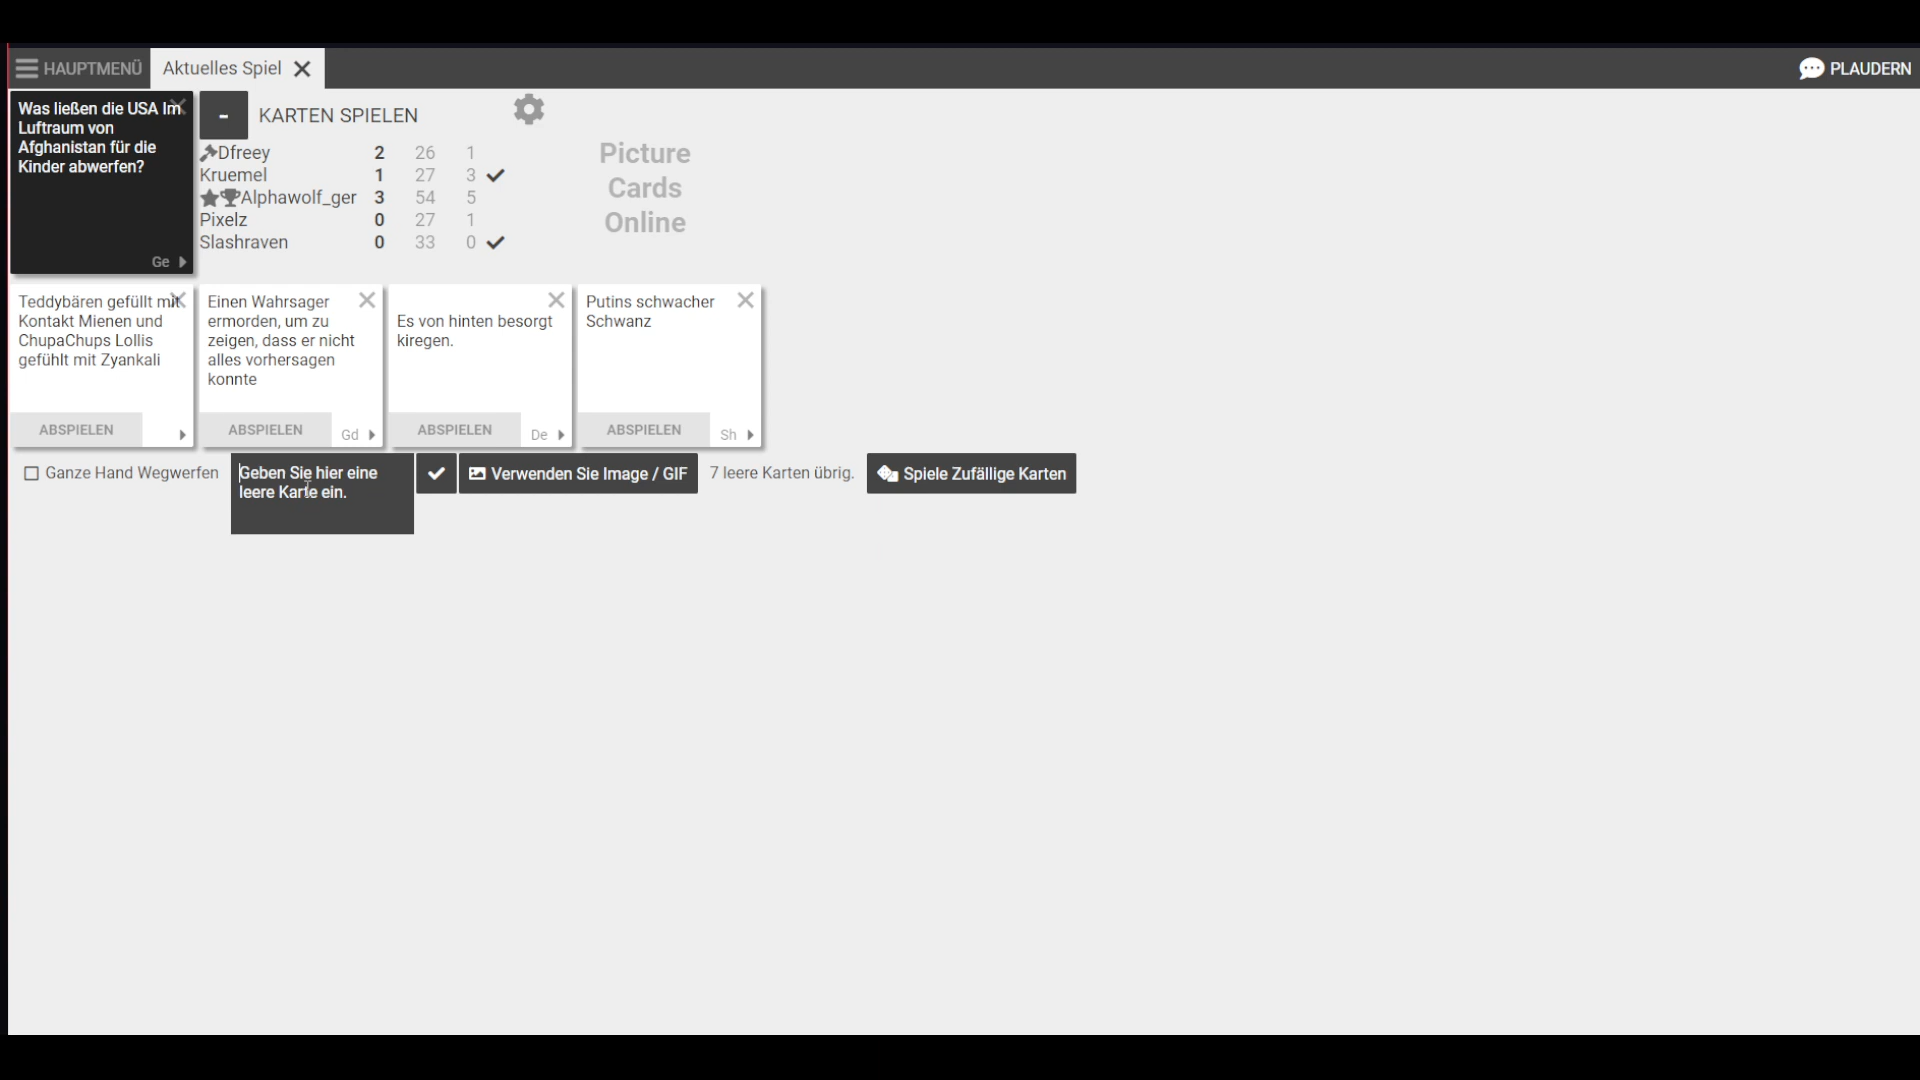 HAUPTMENÜ
Aktuelles Spiel
PLAUDERN
Was ließen die USA Im
Luftraum von
Afghanistan für die
Kinder abwerfen?
Ge
-
KARTEN SPIELEN
Dfreey 2 26 1
Kruemel 1 27 3
Alphawolf_ger 3 54 5
Pixelz 0 27 1
Slashraven 0 33 0
Picture
Cards
Online
Teddybären gefüllt mit
Kontakt Mienen und
ChupaChups Lollis
gefühlt mit Zyankali
ABSPIELEN
Einen Wahrsager
ermorden, um zu
zeigen, dass er nicht
alles vorhersagen
konnte
ABSPIELEN
Gd
Es von hinten besorgt
kiregen.
ABSPIELEN
De
Putins schwacher
Schwanz
ABSPIELEN
Sh
Ganze Hand Wegwerfen
Geben Sie hier eine
leere Karte ein.
Verwenden Sie Image / GIF
7 leere Karten übrig.
Spiele Zufällige Karten